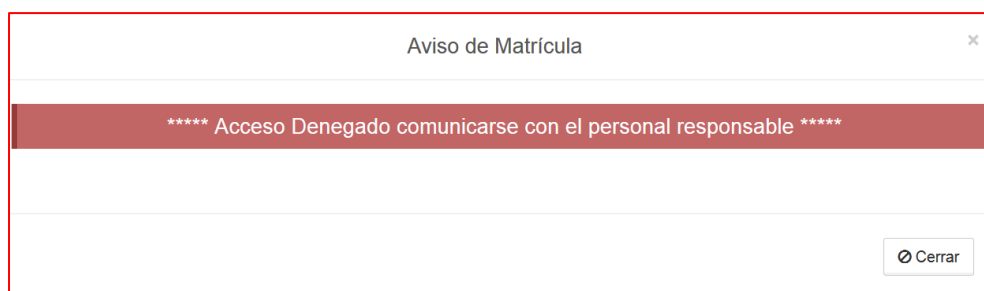 Aviso de Matrícula
×
***** Acceso Denegado comunicarse con el personal responsable *****
Cerrar